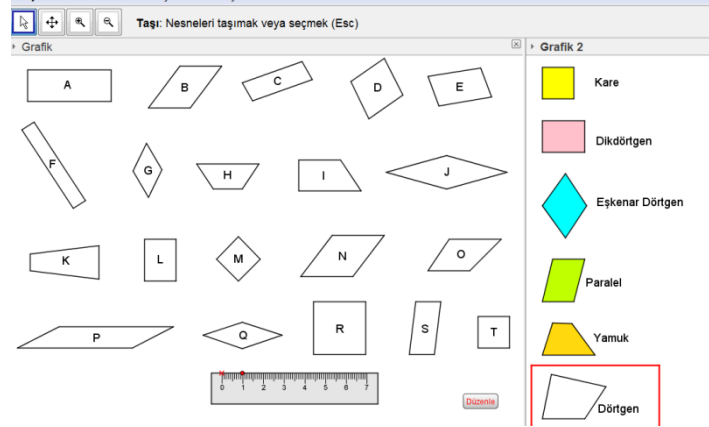 Taşı: Nesneleri taşımak veya seçmek (Esc)
Grafik
Grafik 2
A
B
C
D
E
Kare
Dikdörtgen
F
G
H
I
J
Eşkenar Dörtgen
K
L
M
N
O
Paralel
P
Q
R
S
T
Yamuk
0 1 2 3 4 5 6 7
Düzenle
Dörtgen